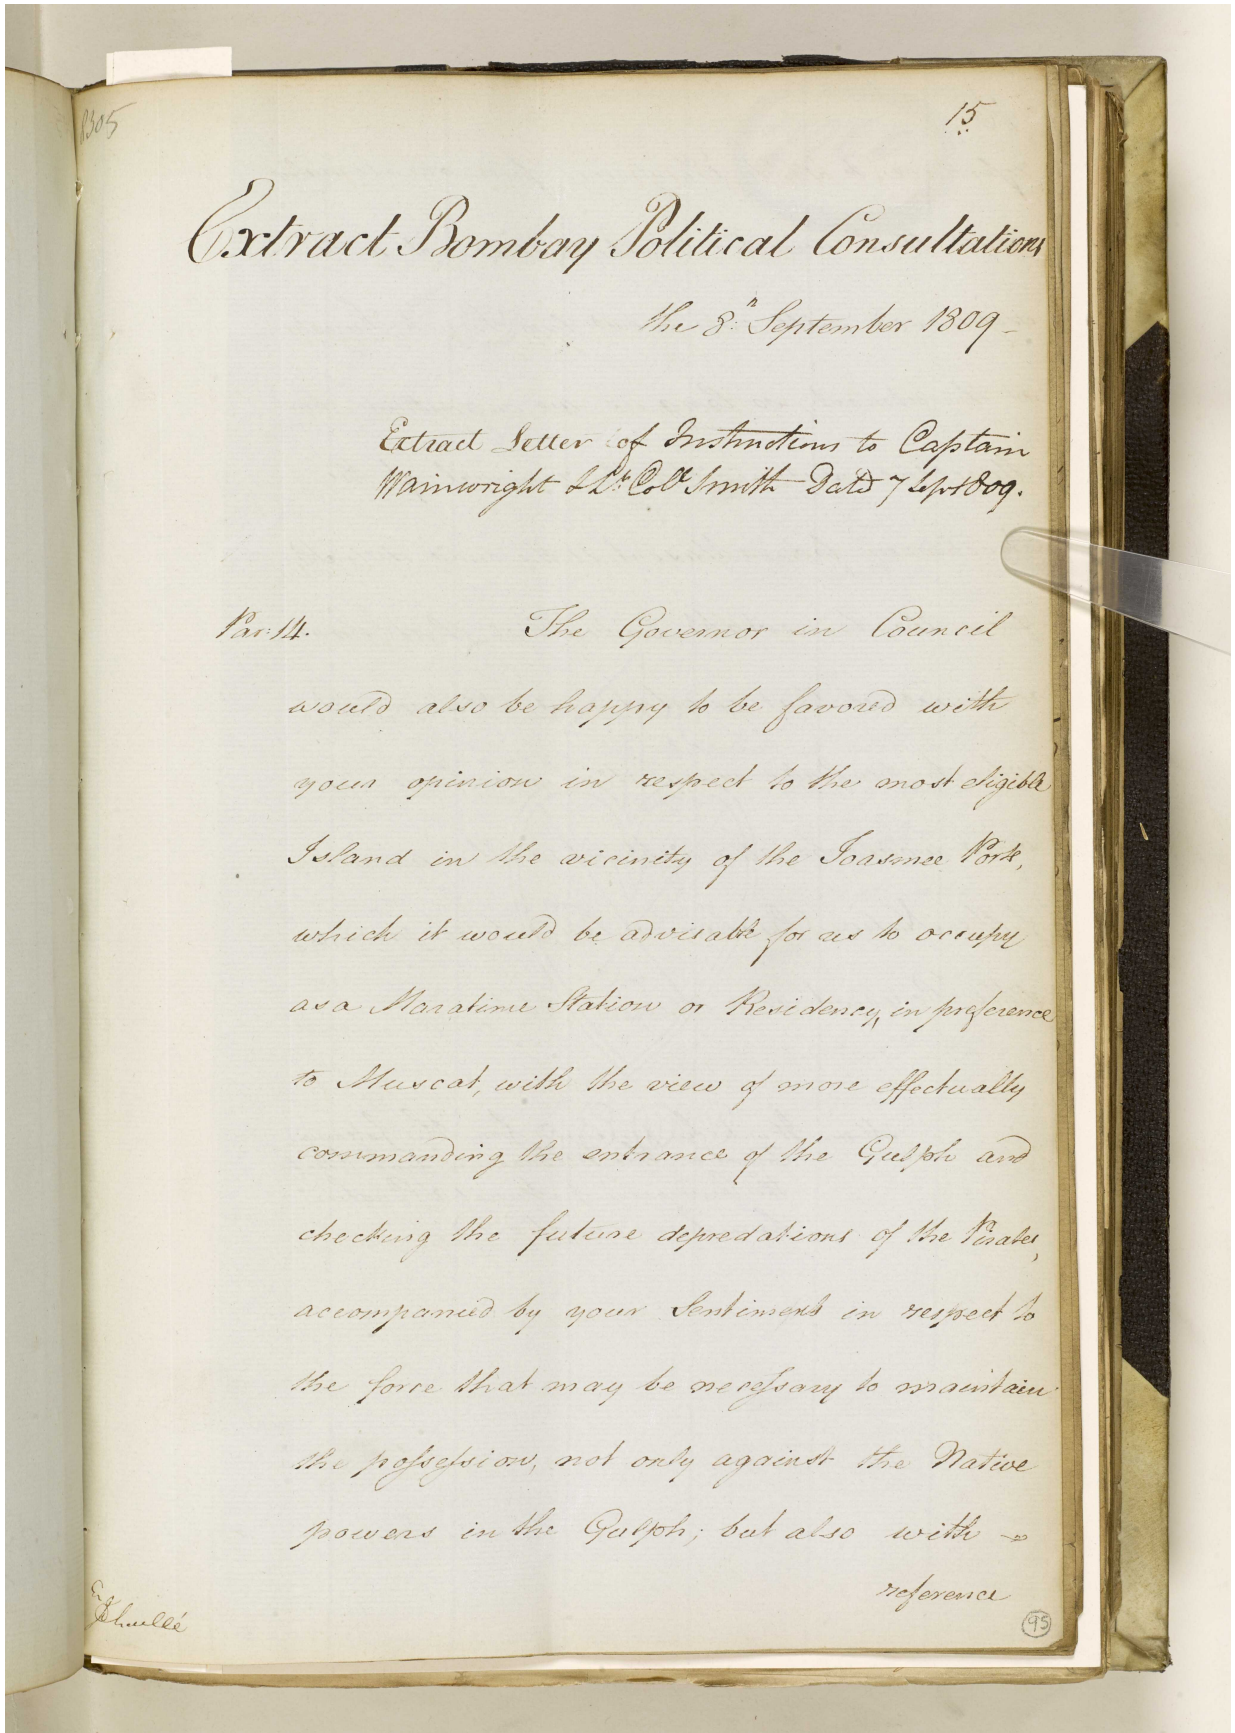 8305
15
Extract Bombay Political Consultations
the 8.th September 1809 -
Extract Letter of Instructions to Captain
Wainwright & Lt. Coll Smith Datd 7 Sep. 1809.
Par: 14. The Governor in Council
would also be happy to be favored with
your opinion in respect to the most eligible
Island in the vicinity of the Joasmee Ports,
which it would be advisable for us to occupy
as a Maratime Station or Residency, in preference
to Muscat, with the view of more effectually
commanding the entrance of the Gulph and
checking the future depredations of the Pirates,
accompanied by your Sentiments in respect to
the force that may be necessary to maintain
the possession, not only against the Native
powers in the Gulph; but also with
reference
95